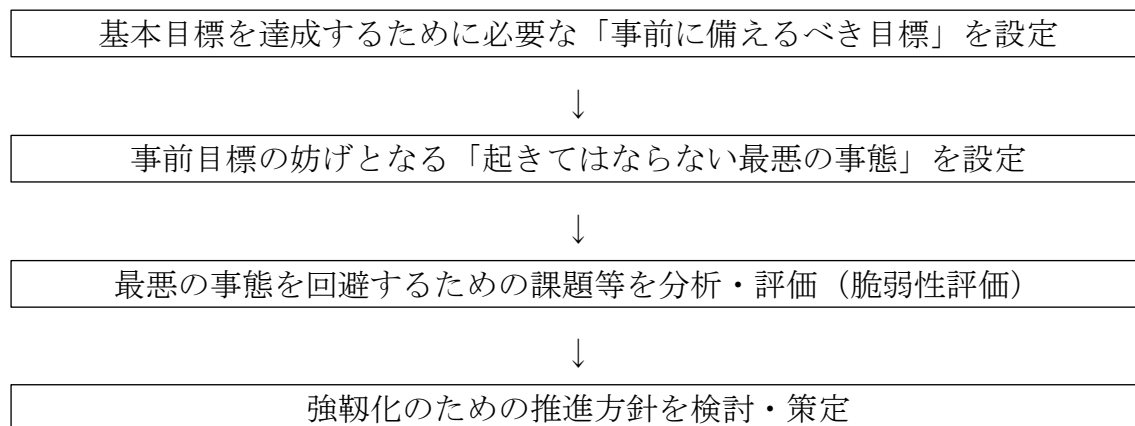 基本目標を達成するために必要な「事前に備えるべき目標」を設定
↓
事前目標の妨げとなる「起きてはならない最悪の事態」を設定
↓
最悪の事態を回避するための課題等を分析・評価（脆弱性評価）
↓
強靱化のための推進方針を検討・策定